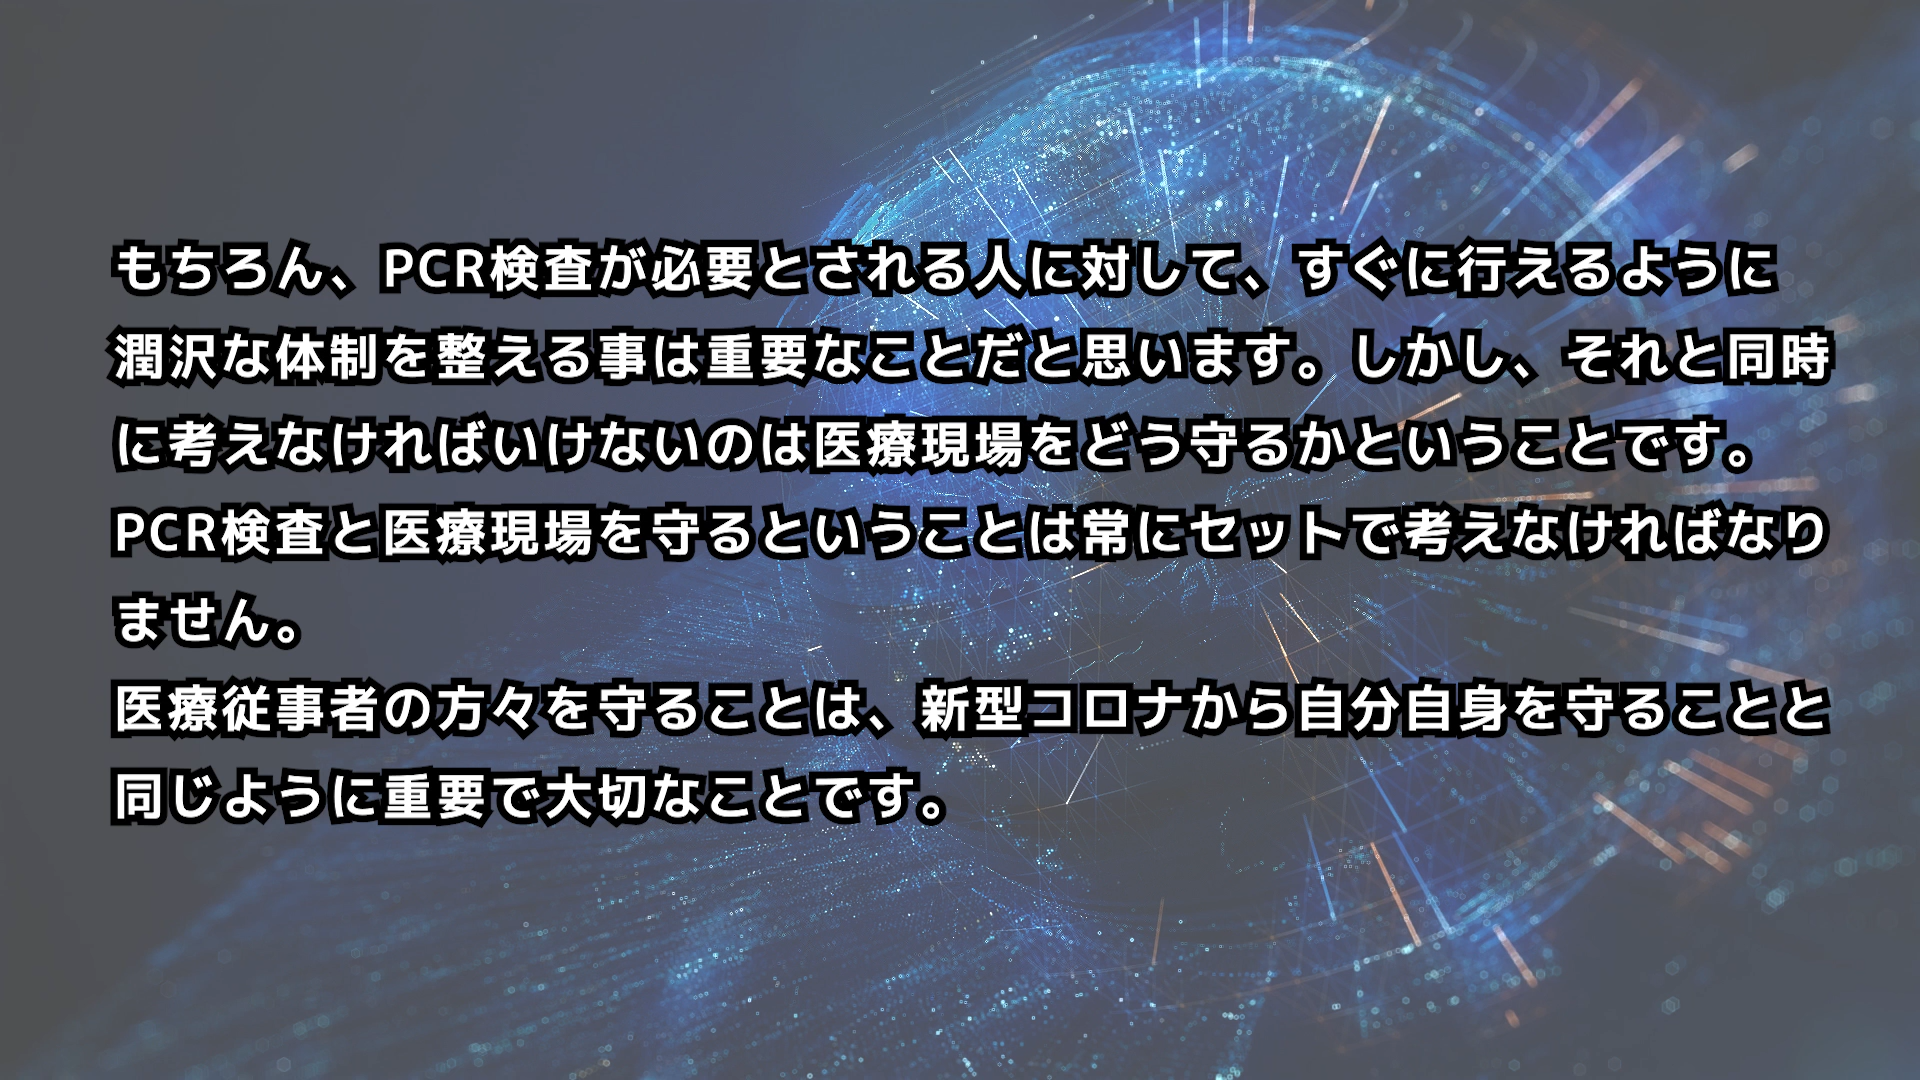 もちろん、PCR検査が必要とされる人に対して、すぐに行えるように
潤沢な体制を整える事は重要なことだと思います。しかし、それと同時
に考えなければいけないのは医療現場をどう守るかということです。
PCR検査と医療現場を守るということは常にセットで考えなければなり
ません。
医療従事者の方々を守ることは、新型コロナから自分自身を守ることと
同じように重要で大切なことです。